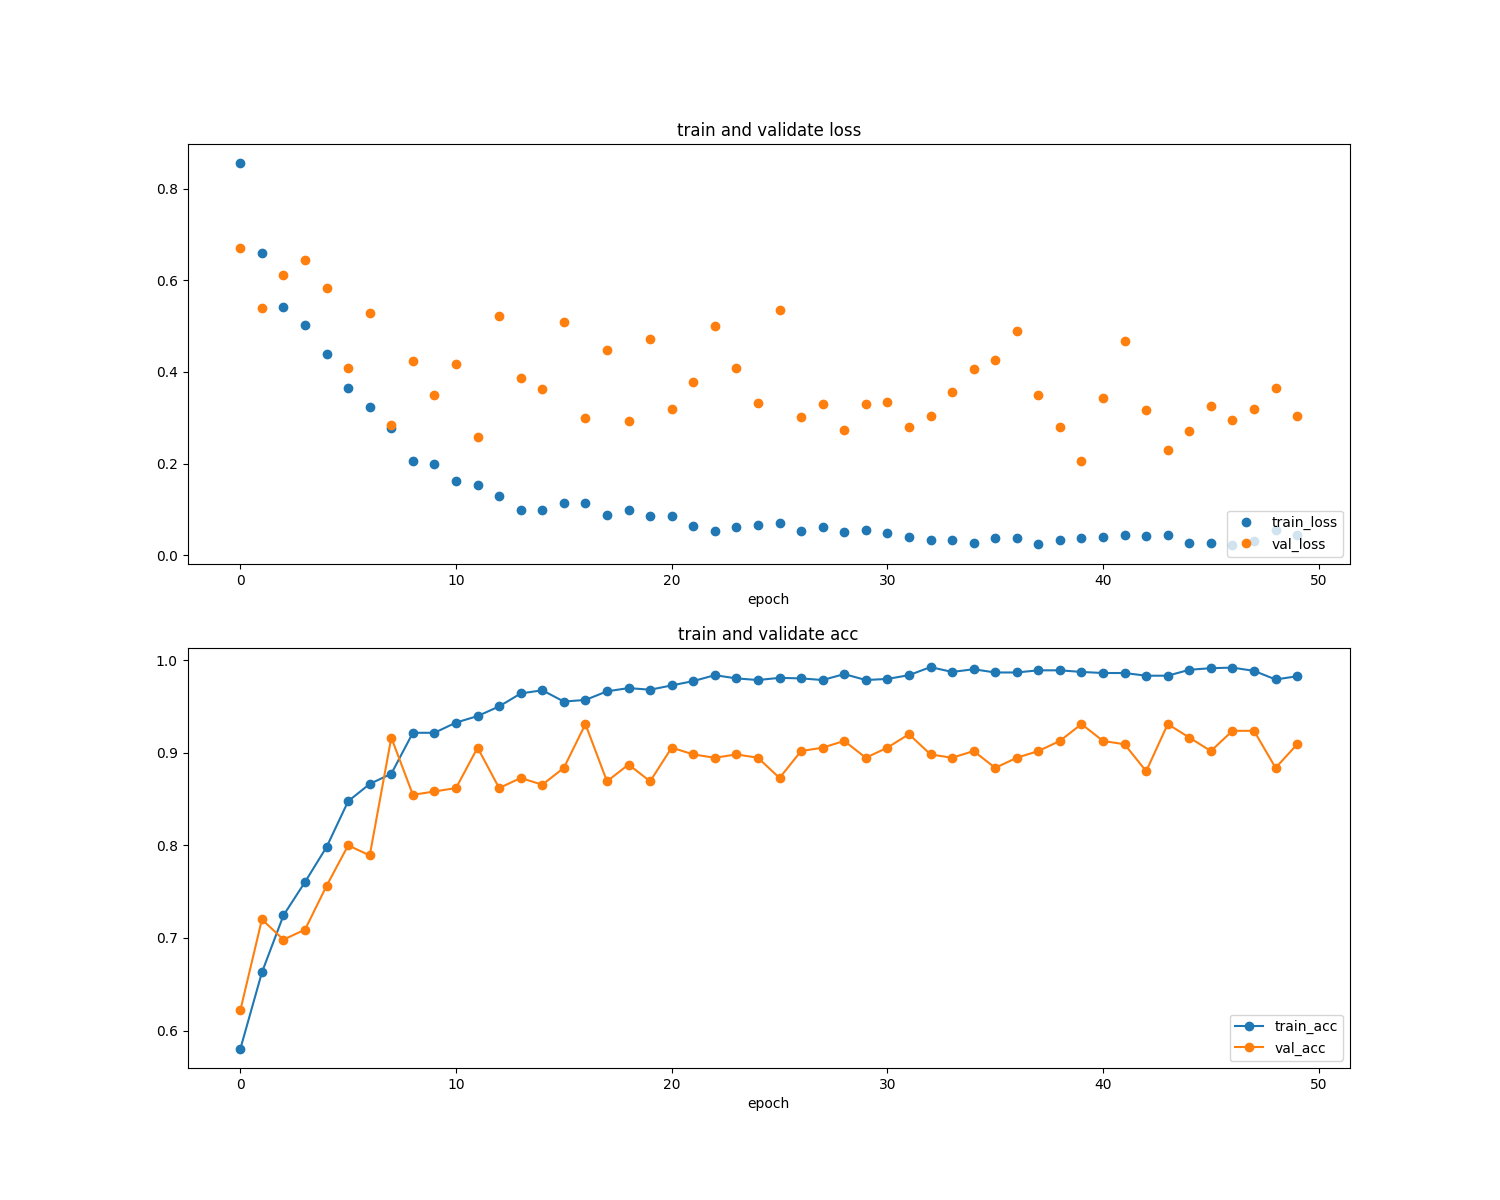 train and validate loss
0.8
0.6
0.4
0.2
0.0
train_loss
val_loss
0 10 20 30 40 50
epoch
train and validate acc
1.0
0.9
0.8
0.7
0.6
train_acc
val_acc
0 10 20 30 40 50
epoch